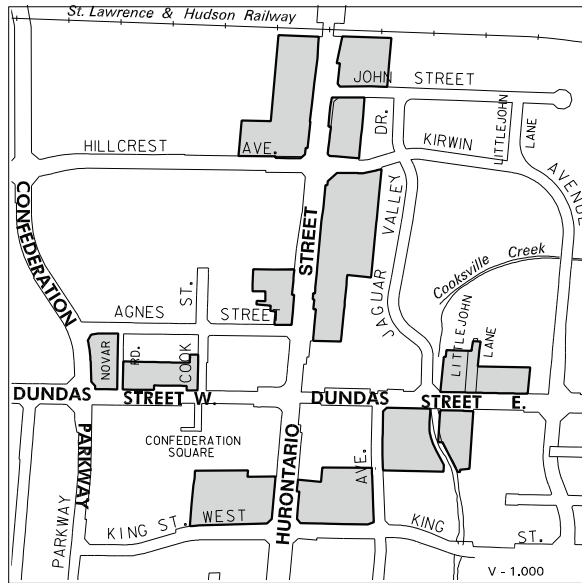 St. Lawrence & Hudson Railway
JOHN STREET
DR.
LITTLEJOHN
LANE
KIRWIN
AVENUE
HILLCREST AVE.
CONFEDERATION
PARKWAY
STREET
HURONTARIO
JAGUAR VALLEY
Cooksville Creek
AGNES STREE
COOK ST.
NOVAR
RD.
LITTLEJOHN
LANE
DUNDAS STREET W.
DUNDAS STREET E.
CONFEDERATION
SQUARE
AVE.
PARKWAY
KING ST. WEST
KING ST.
V - 1.000